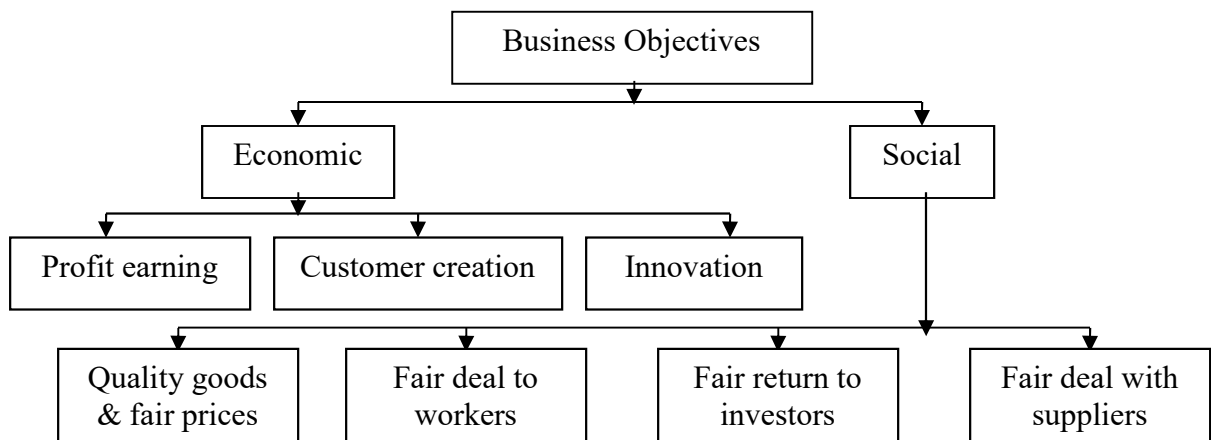 Business Objectives
Economic
Social
Profit earning
Customer creation
Innovation
Quality goods
& fair prices
Fair deal to
workers
Fair return to
investors
Fair deal with
suppliers